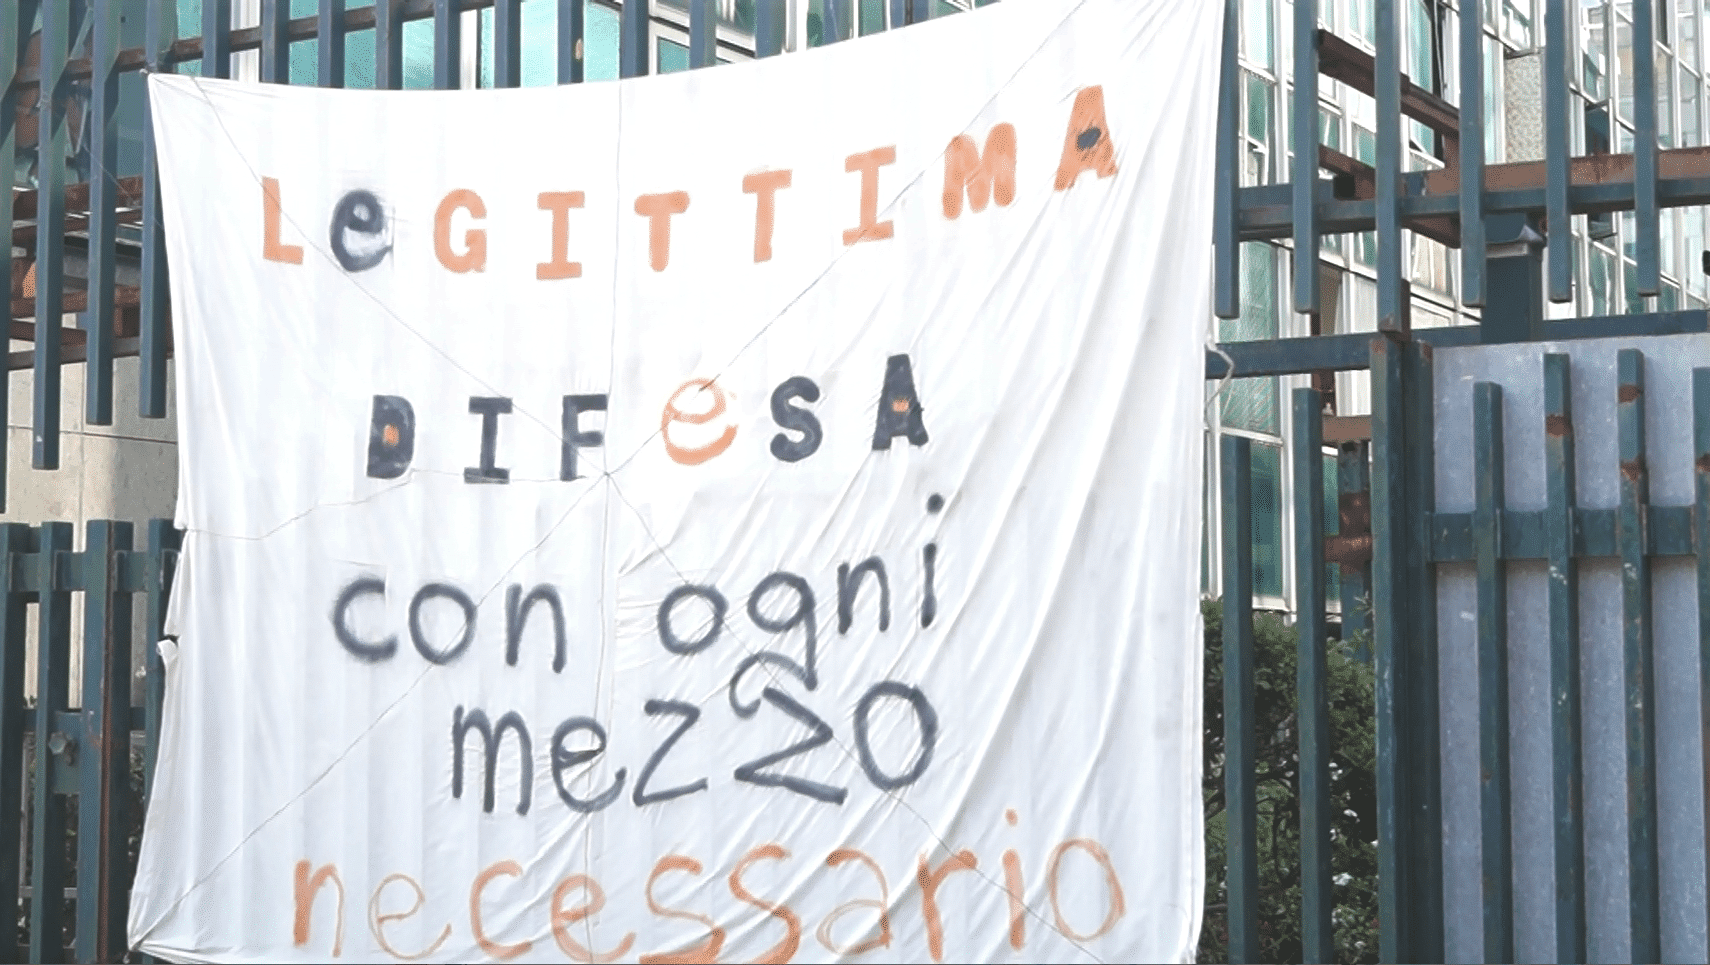 LeGITTIMA
DIFeSA
con ogni
mezzo
necessario